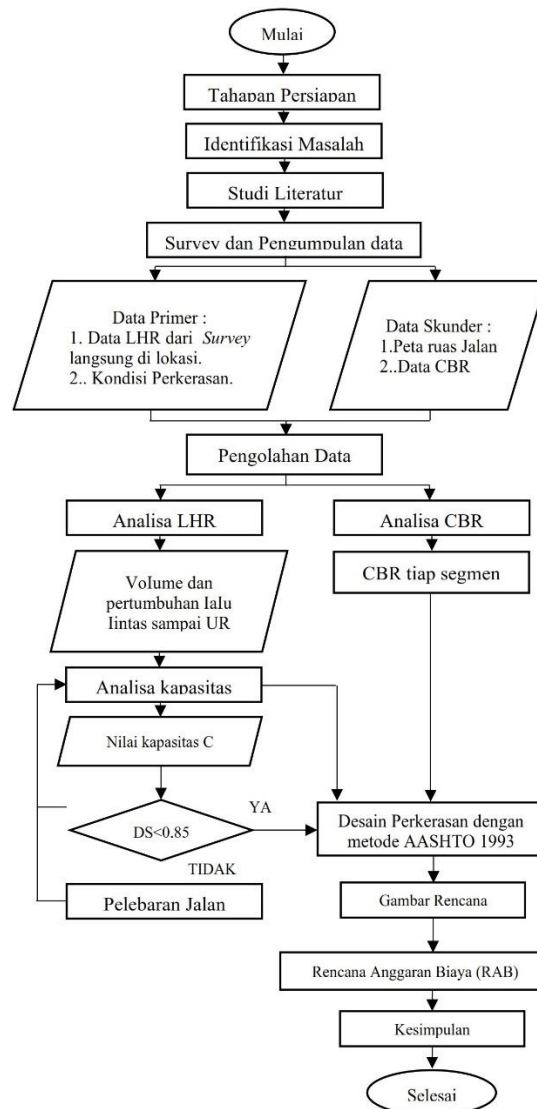 Mulai
Tahapan Persiapan
Identifikasi Masalah
Studi Literatur
Survey dan Pengumpulan data
Data Primer :
1. Data LHR dari Survey
langsung di lokasi.
2.. Kondisi Perkerasan.
Data Skunder :
1.Peta ruas Jalan
2..Data CBR
Pengolahan Data
Analisa LHR
Analisa CBR
Volume dan
pertumbuhan lalu
lintas sampai UR
CBR tiap segmen
Analisa kapasitas
Nilai kapasitas C
DS<0.85
YA
TIDAK
Desain Perkerasan dengan
metode AASHTO 1993
Pelebaran Jalan
Gambar Rencana
Rencana Anggaran Biaya (RAB)
Kesimpulan
Selesai